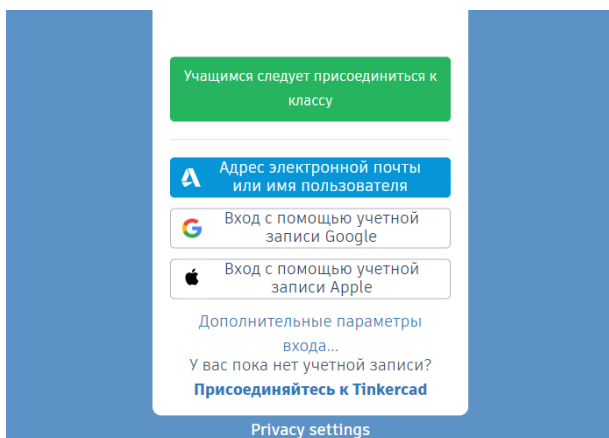 Учащимся следует присоединиться к
классу
Адрес электронной почты
или имя пользователя
Вход с помощью учетной
записи Google
Вход с помощью учетной
записи Apple
Дополнительные параметры
входа...
У вас пока нет учетной записи?
Присоединяйтесь к Tinkercad
Privacy settings